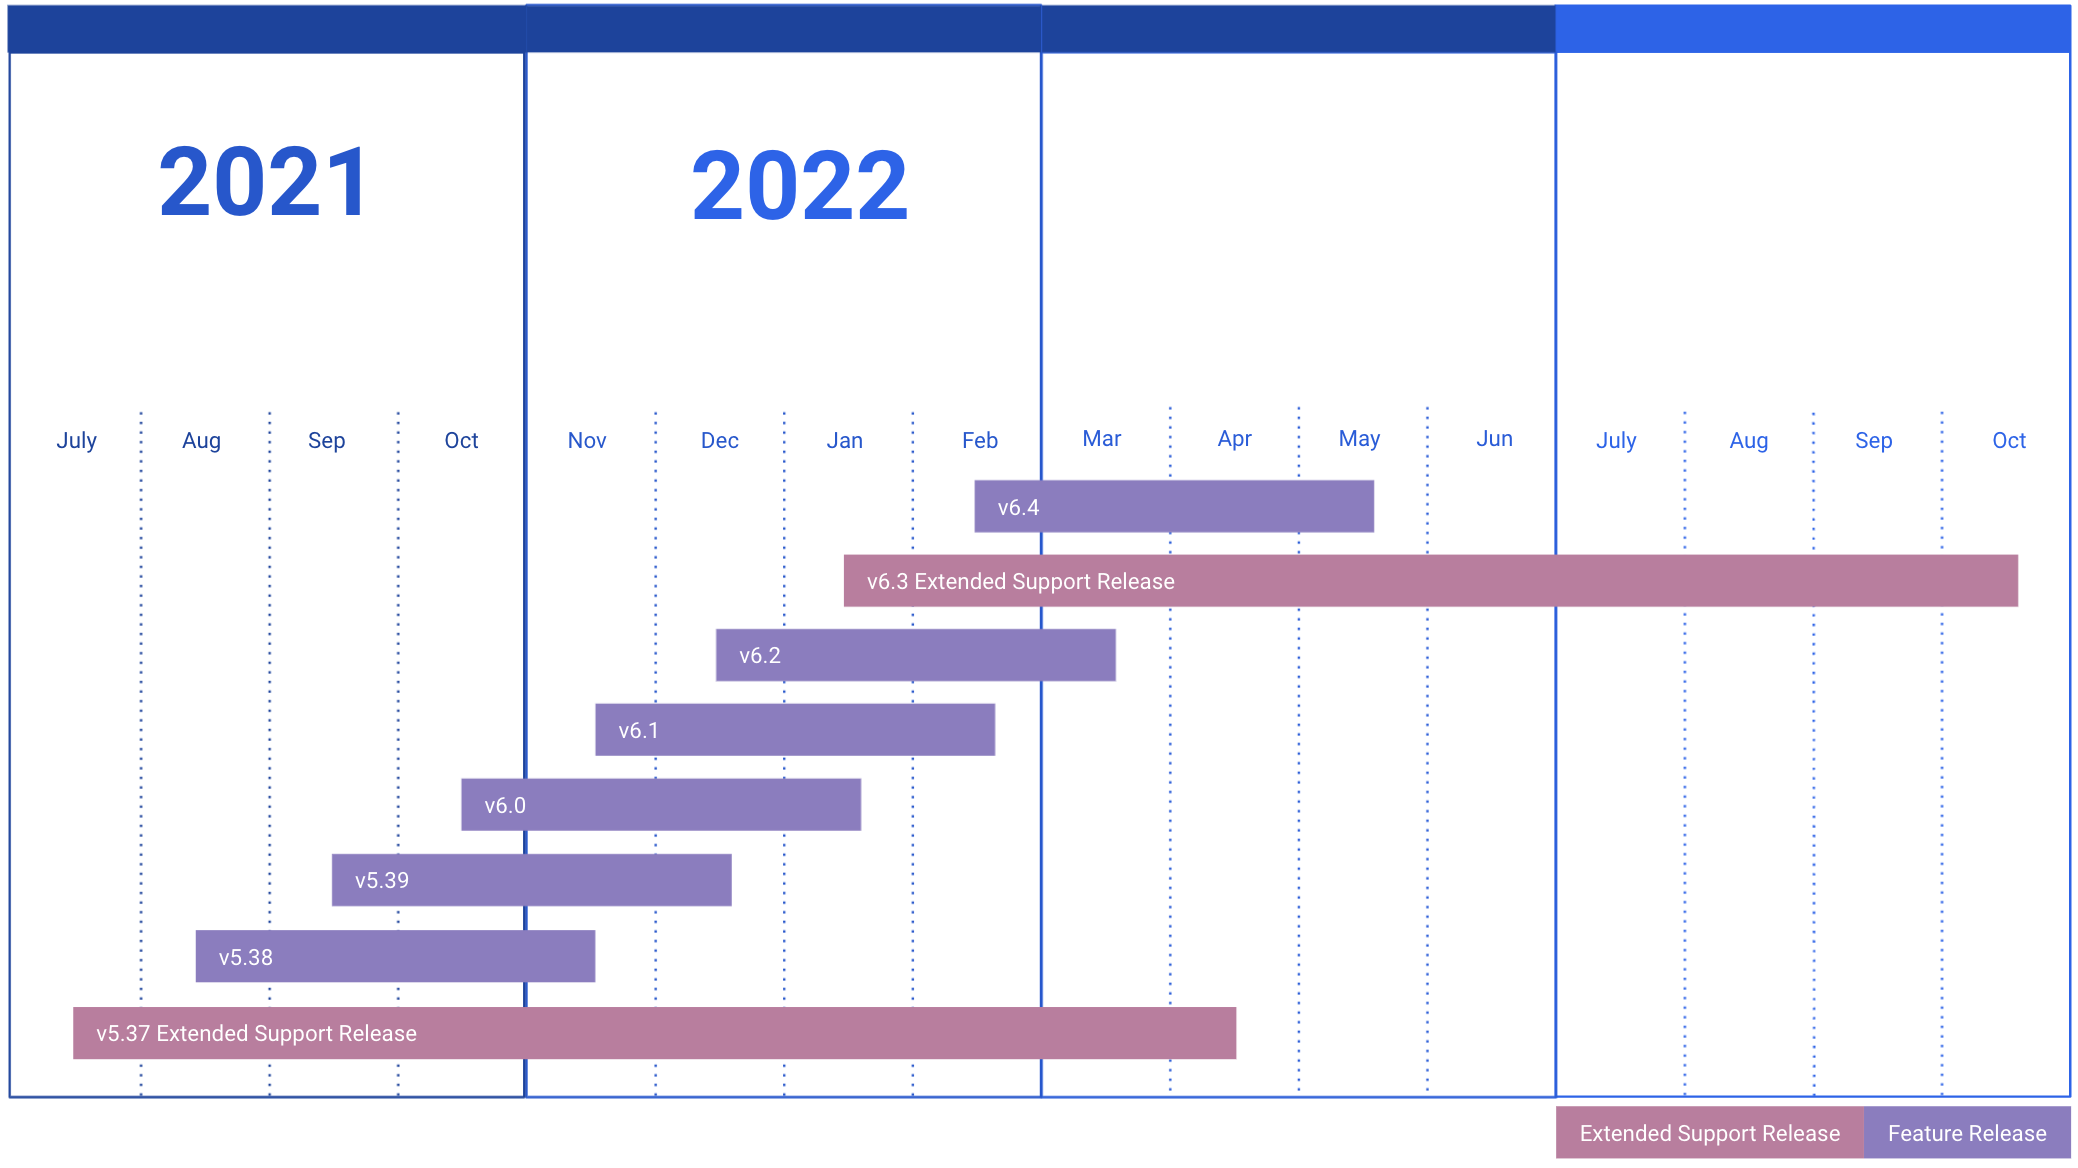 2021
2022
July Aug Sep Oct Nov Dec Jan Feb Mar Apr May Jun July Aug Sep Oct
v6.4
v6.3 Extended Support Release
v6.2
v6.1
v6.0
v5.39
v5.38
v5.37 Extended Support Release
Extended Support Release
Feature Release